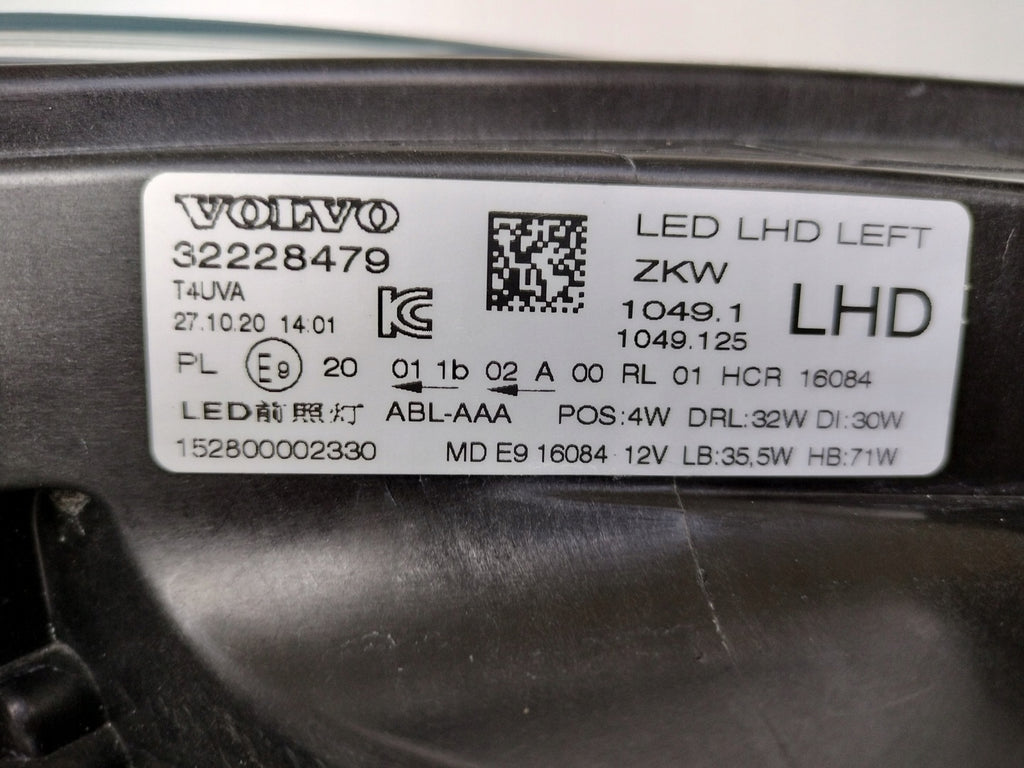 VOLVO
32228479
T4UVA
27.10.20 14:01
KC
LED LHD LEFT
ZKW
1049.1
1049.125
LHD
PL E9 20 01 1b 02 A 00 RL 01 HCR 16084
LED前照灯 ABL-AAA POS:4W DRL:32W DI:30W
152800002330 MD E9 16084 12V LB:35,5W HB:71W